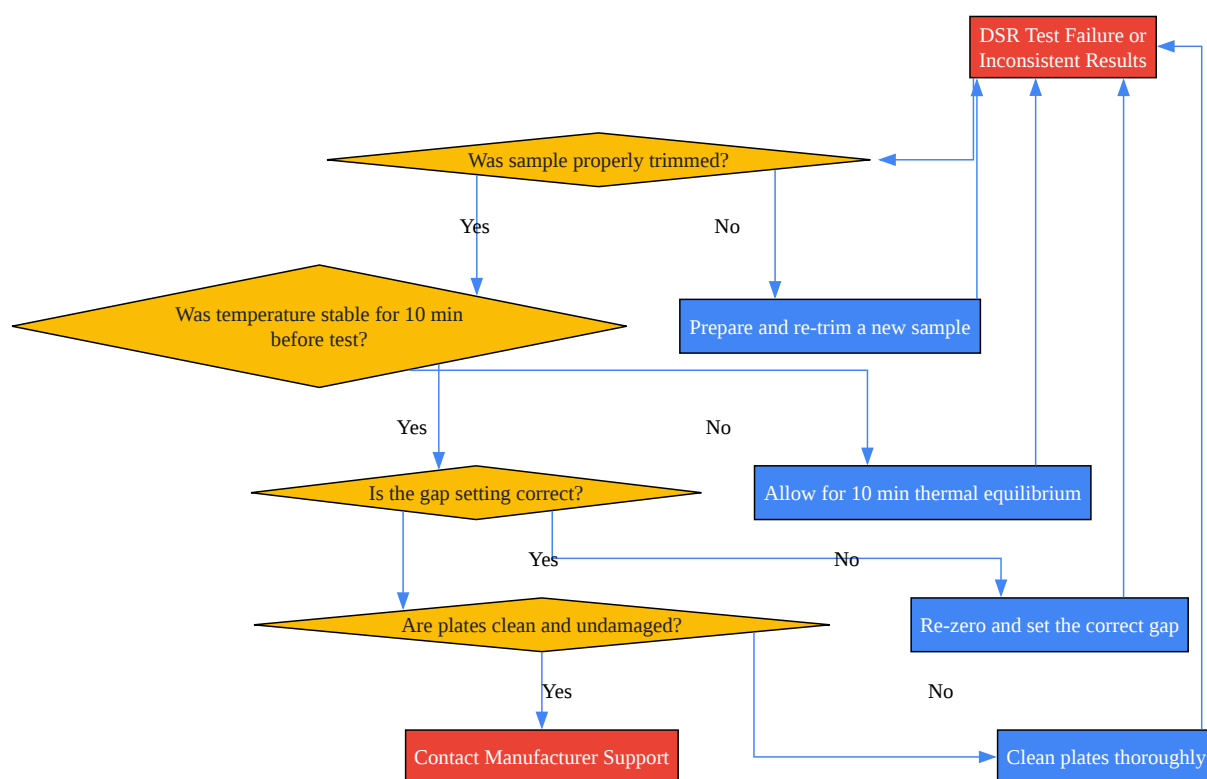 DSR Test Failure or
Inconsistent Results
Was sample properly trimmed?
Yes
No
Was temperature stable for 10 min
before test?
Prepare and re-trim a new sample
Yes
No
Is the gap setting correct?
Allow for 10 min thermal equilibrium
Yes
No
Are plates clean and undamaged?
Re-zero and set the correct gap
Yes
No
Contact Manufacturer Support
Clean plates thoroughly